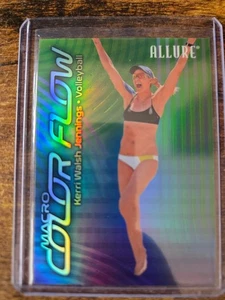 ALLURE®
MACRO
COLOR FLOW
Kerri Walsh Jennings • Volleyball